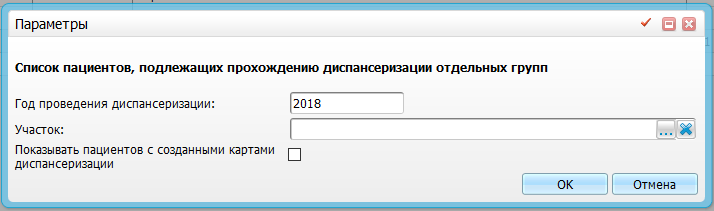 Параметры
Список пациентов, подлежащих прохождению диспансеризации отдельных групп
Год проведения диспансеризации: 2018
Участок: ...
Показывать пациентов с созданными картами
диспансеризации
OK Отмена